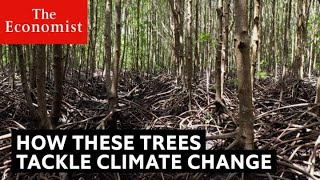 The
Economist
HOW THESE TREES
TACKLE CLIMATE CHANGE